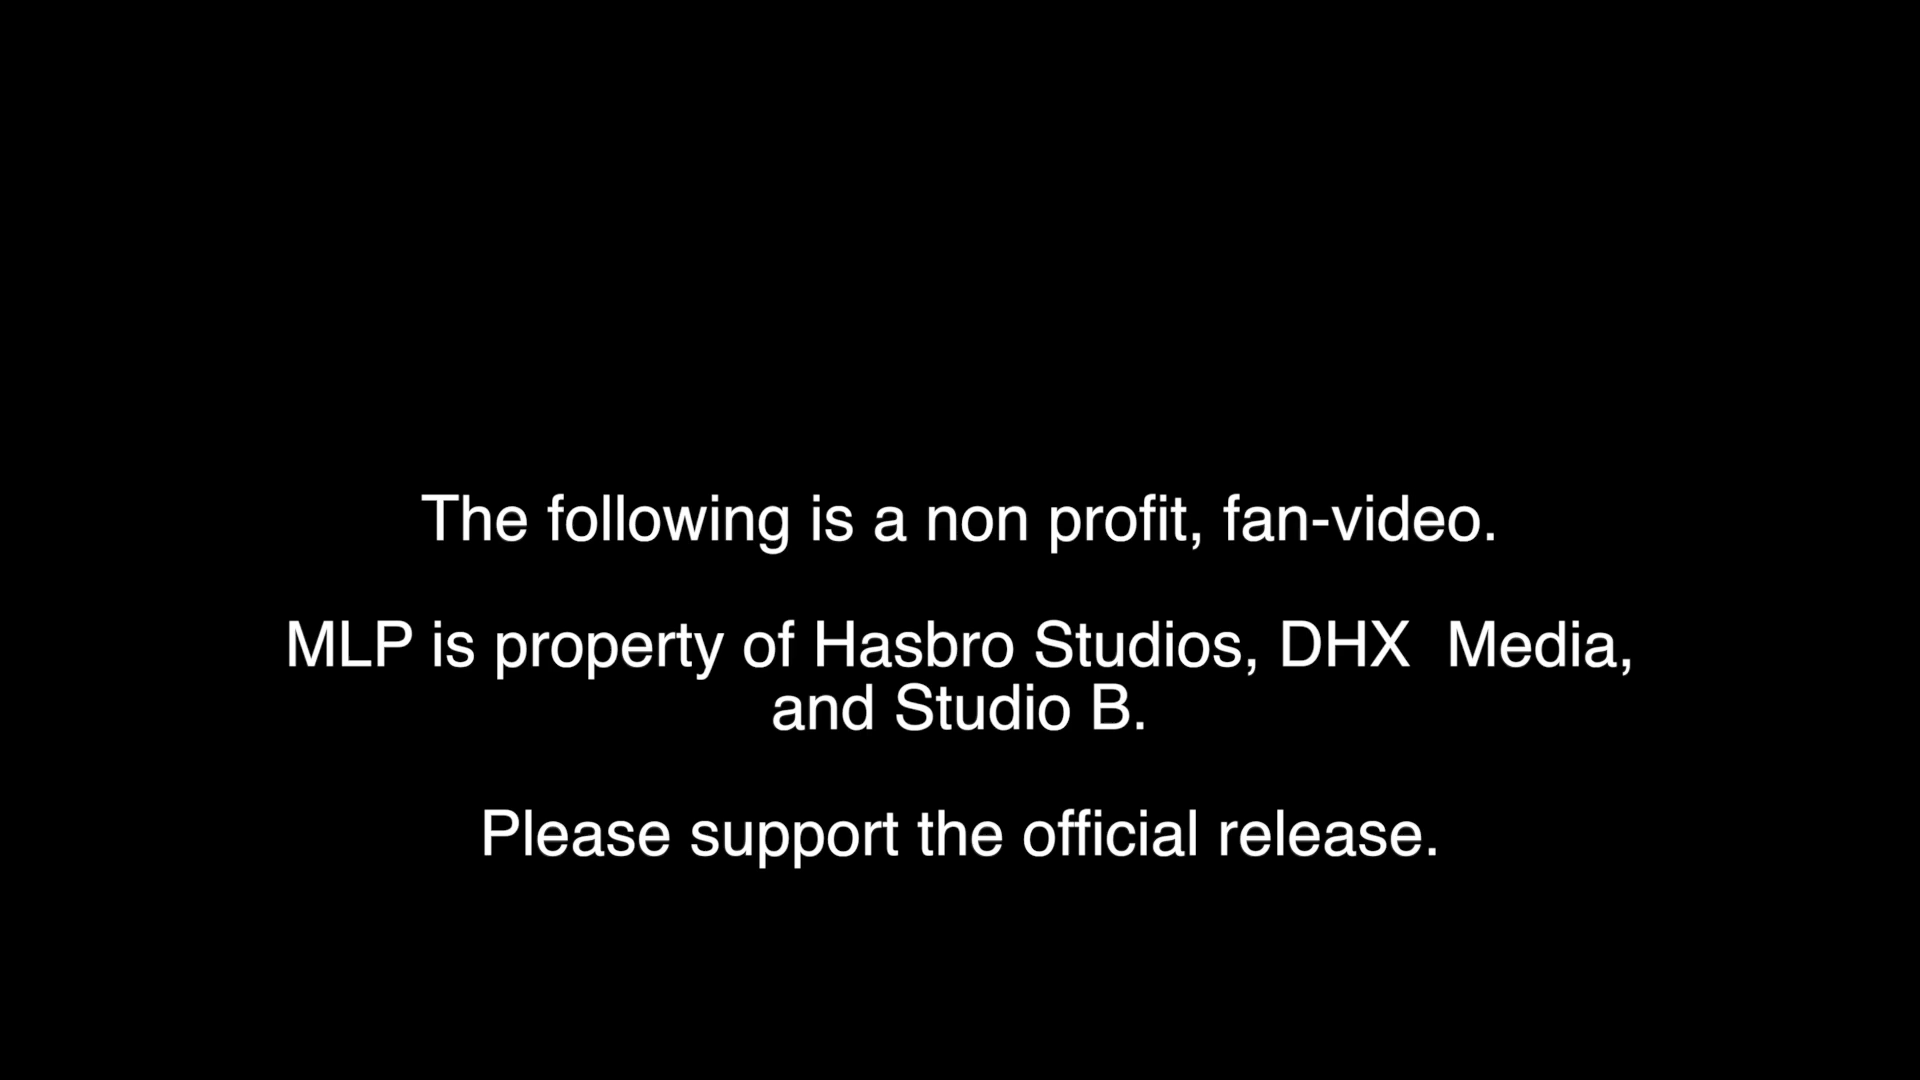 The following is a non profit, fan-video.
MLP is property of Hasbro Studios, DHX  Media,
and Studio B.
Please support the official release.